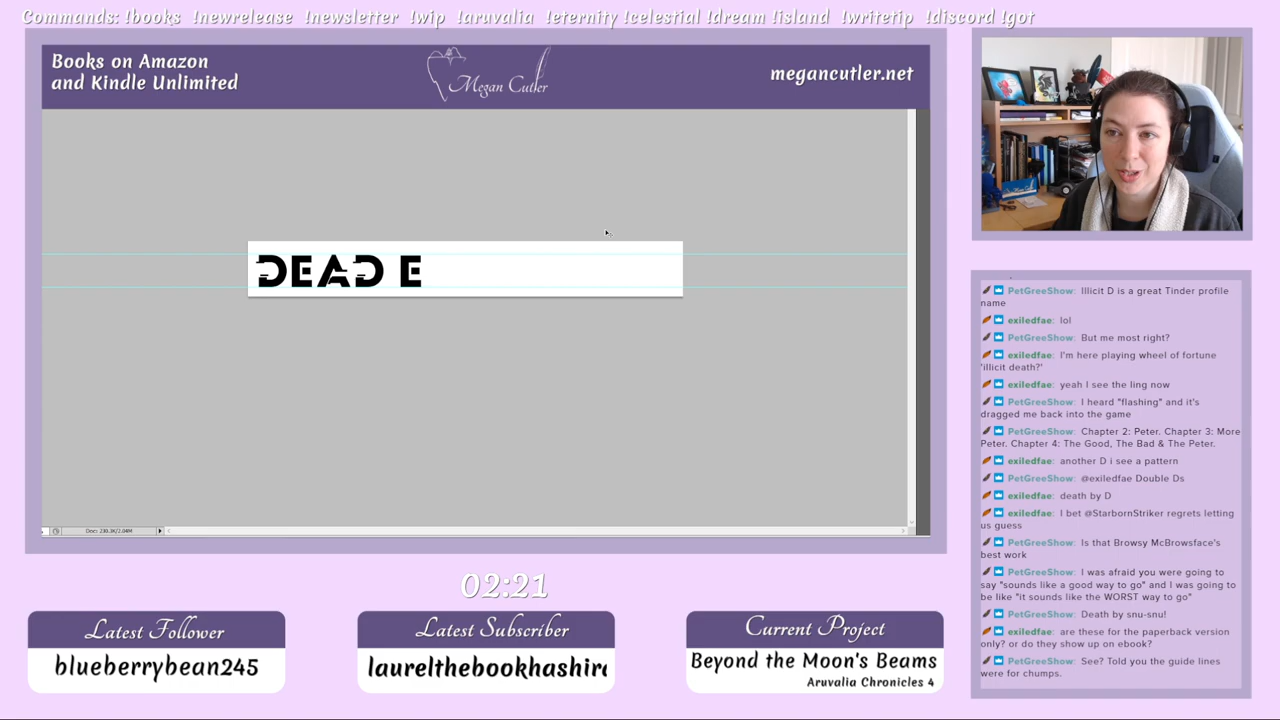 Commands: !books !newrelease !newsletter !wip !aruvalia !eternity !celestial !dream !island !writetip !discord !got
Books on Amazon
and Kindle Unlimited
Megan Cutler
megancutler.net
DEAD E
Doc: 230.3K/2.04M
PetGreeShow: Illicit D is a great Tinder profile
name
exiledfae: lol
PetGreeShow: But me most right?
exiledfae: I'm here playing wheel of fortune
'illicit death?'
exiledfae: yeah I see the ling now
PetGreeShow: I heard "flashing" and it's
dragged me back into the game
PetGreeShow: Chapter 2: Peter. Chapter 3: More
Peter. Chapter 4: The Good, The Bad & The Peter.
exiledfae: another D i see a pattern
PetGreeShow: @exiledfae Double Ds
exiledfae: death by D
exiledfae: I bet @StarbornStriker regrets letting
us guess
PetGreeShow: Is that Browsy McBrowsface's
best work
PetGreeShow: I was afraid you were going to
say "sounds like a good way to go" and I was going to
be like "it sounds like the WORST way to go"
PetGreeShow: Death by snu-snu!
exiledfae: are these for the paperback version
only? or do they show up on ebook?
PetGreeShow: See? Told you the guide lines
were for chumps.
02:21
Latest Follower
blueberrybean245
Latest Subscriber
laurelthebookhashira
Current Project
Beyond the Moon's Beams
Aruvalia Chronicles 4